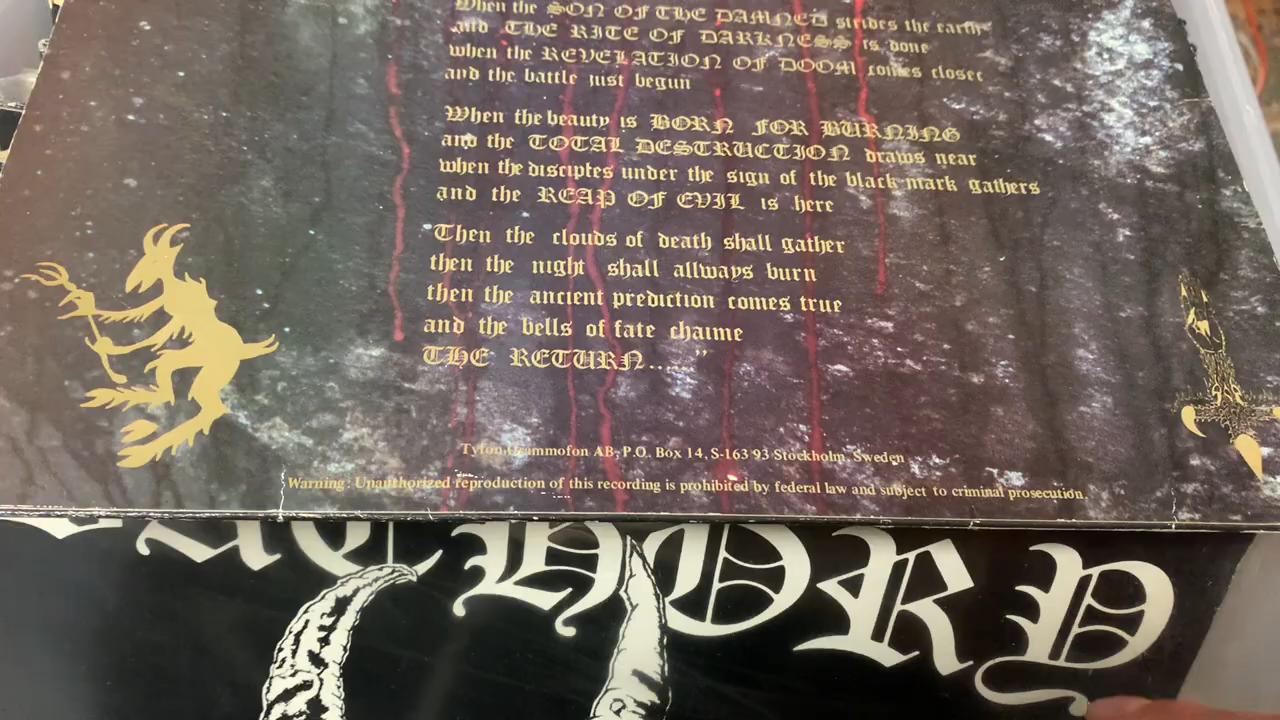 When the SON OF THE DAMNED strides the earth
and THE RITE OF DARKNESS is done
when the REVELATION OF DOOM comes closer
and the battle just begun
When the beauty is BORN FOR BURNING
and the TOTAL DESTRUCTION draws near
when the disciples under the sign of the black mark gathers
and the REAP OF EVIL is here
Then the clouds of death shall gather
then the night shall allways burn
then the ancient prediction comes true
and the bells of fate chaime
THE RETURN......”
Tyfon Grammofon AB, P.O. Box 14, S-163 93 Stockholm, Sweden
Warning: Unauthorized reproduction of this recording is prohibited by federal law and subject to criminal prosecution.
BATHORY